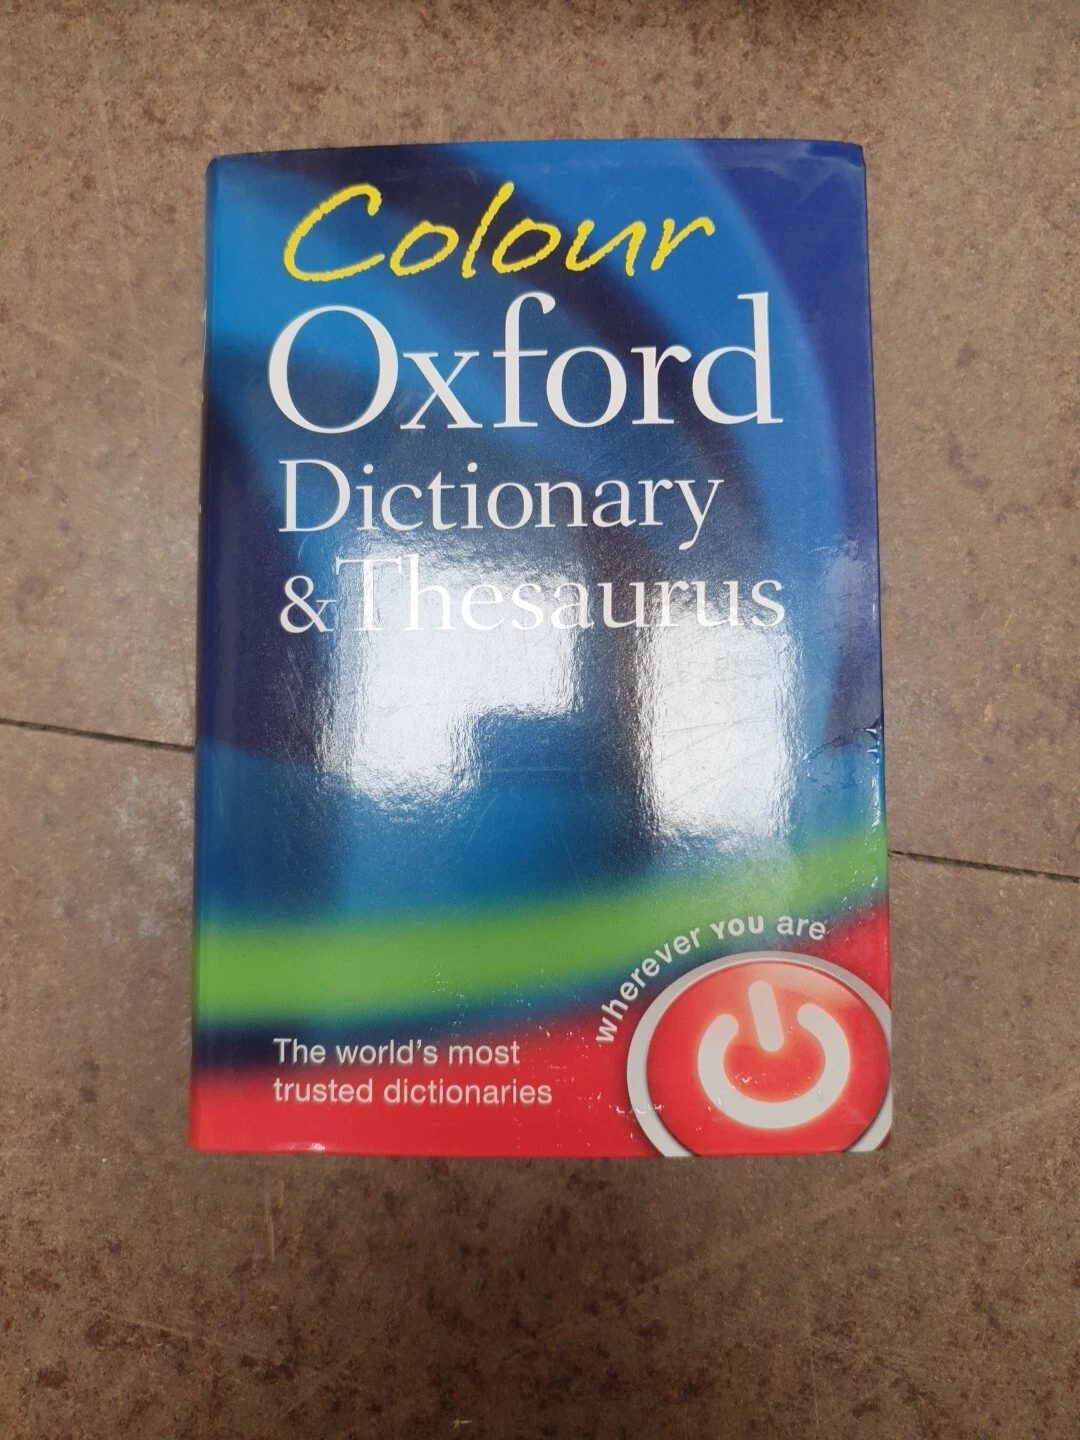 Colour
Oxford
Dictionary
& Thesaurus
wherever YOU are
The world's most
trusted dictionaries